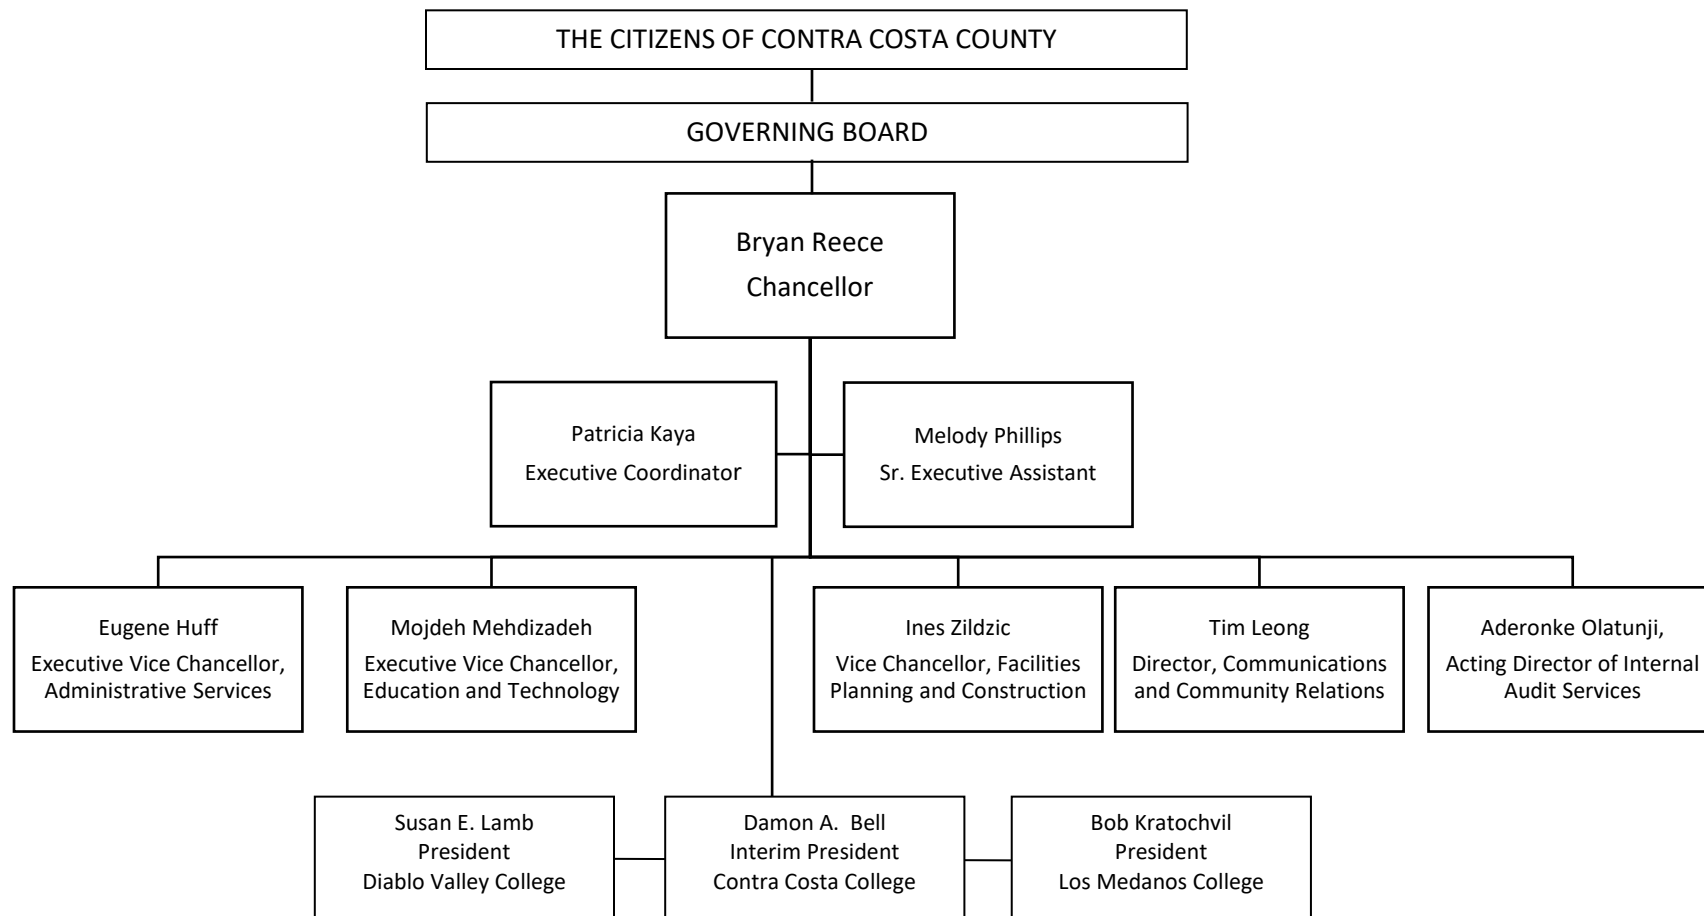 THE CITIZENS OF CONTRA COSTA COUNTY
GOVERNING BOARD
Bryan Reece
Chancellor
Patricia Kaya
Executive Coordinator
Melody Phillips
Sr. Executive Assistant
Eugene Huff
Executive Vice Chancellor,
Administrative Services
Mojdeh Mehdizadeh
Executive Vice Chancellor,
Education and Technology
Ines Zildzic
Vice Chancellor, Facilities
Planning and Construction
Tim Leong
Director, Communications
and Community Relations
Aderonke Olatunji,
Acting Director of Internal
Audit Services
Susan E. Lamb
President
Diablo Valley College
Damon A. Bell
Interim President
Contra Costa College
Bob Kratochvil
President
Los Medanos College